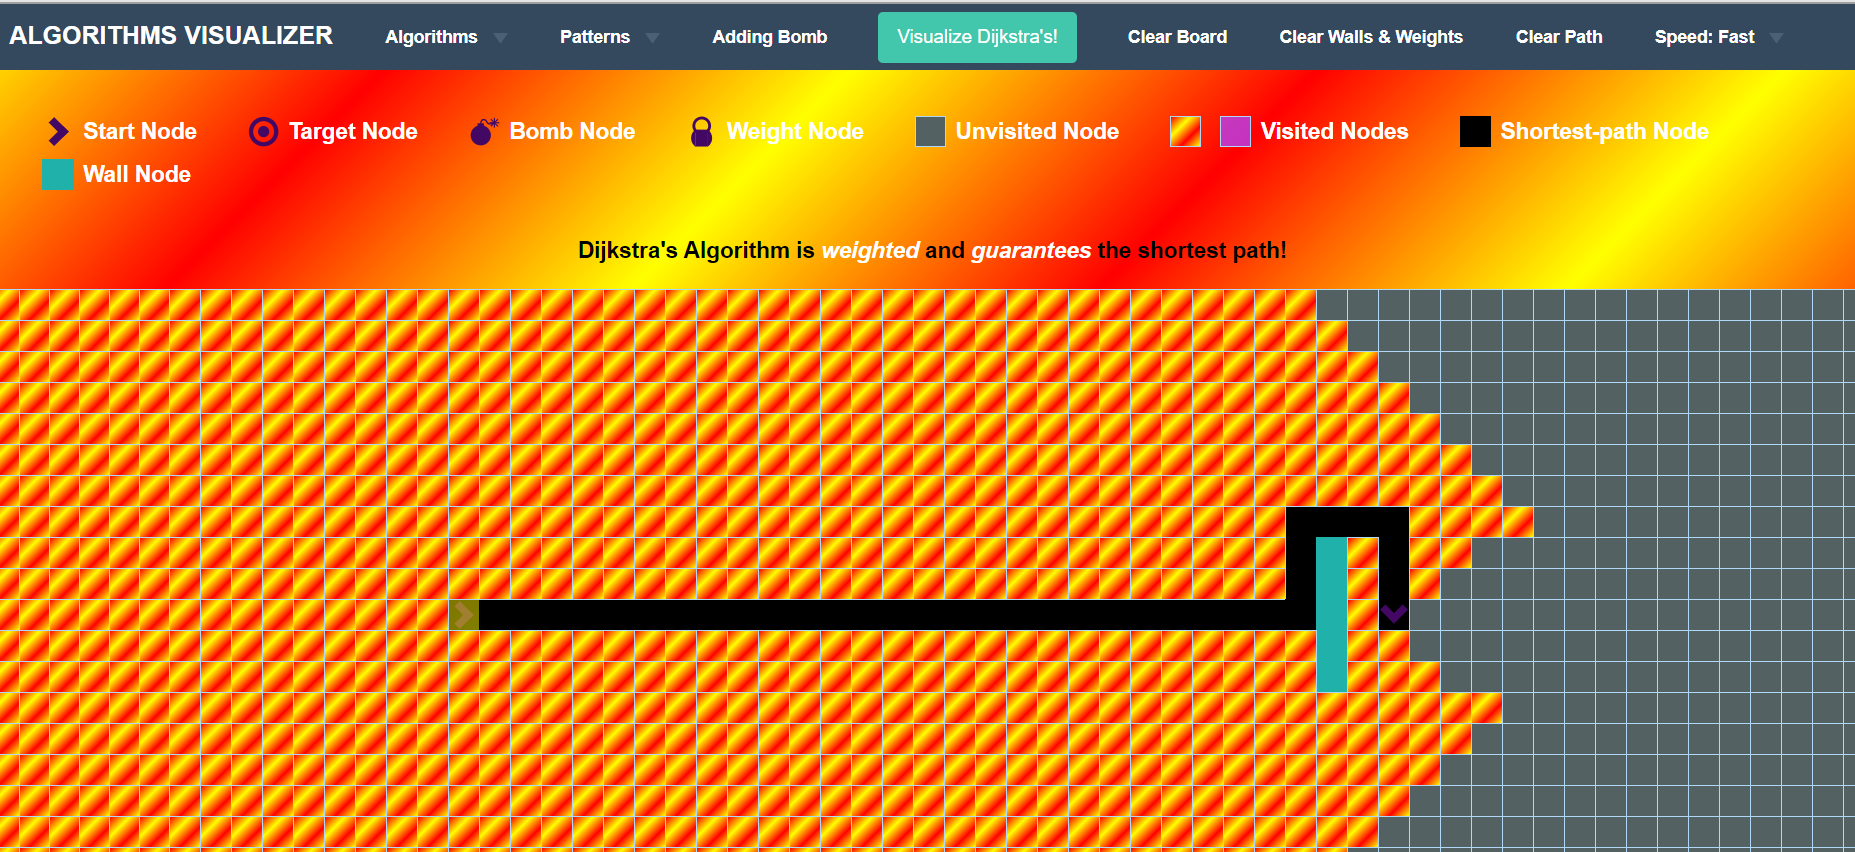 ALGORITHMS VISUALIZER Algorithms Patterns Adding Bomb Visualize Dijkstra's! Clear Board Clear Walls & Weights Clear Path Speed: Fast
Start Node Target Node Bomb Node Weight Node Unvisited Node Visited Nodes Shortest-path Node
Wall Node
Dijkstra's Algorithm is weighted and guarantees the shortest path!